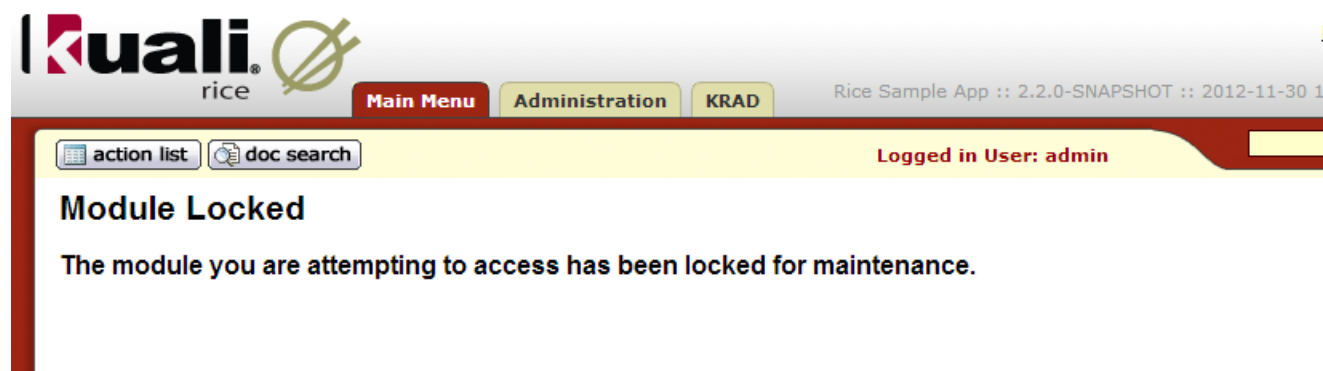 kuali®
rice
Main Menu Administration KRAD Rice Sample App :: 2.2.0-SNAPSHOT :: 2012-11-30
action list doc search Logged in User: admin
Module Locked
The module you are attempting to access has been locked for maintenance.